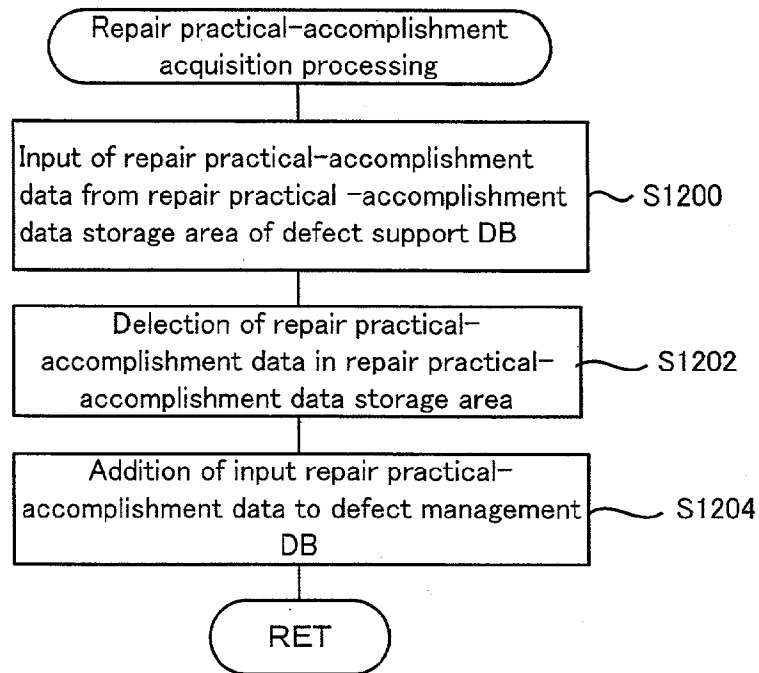 Repair practical-accomplishment
acquisition processing
Input of repair practical-accomplishment
data from repair practical -accomplishment
data storage area of defect support DB
S1200
Delection of repair practical-
accomplishment data in repair practical-
accomplishment data storage area
S1202
Addition of input repair practical-
accomplishment data to defect management
DB
S1204
RET